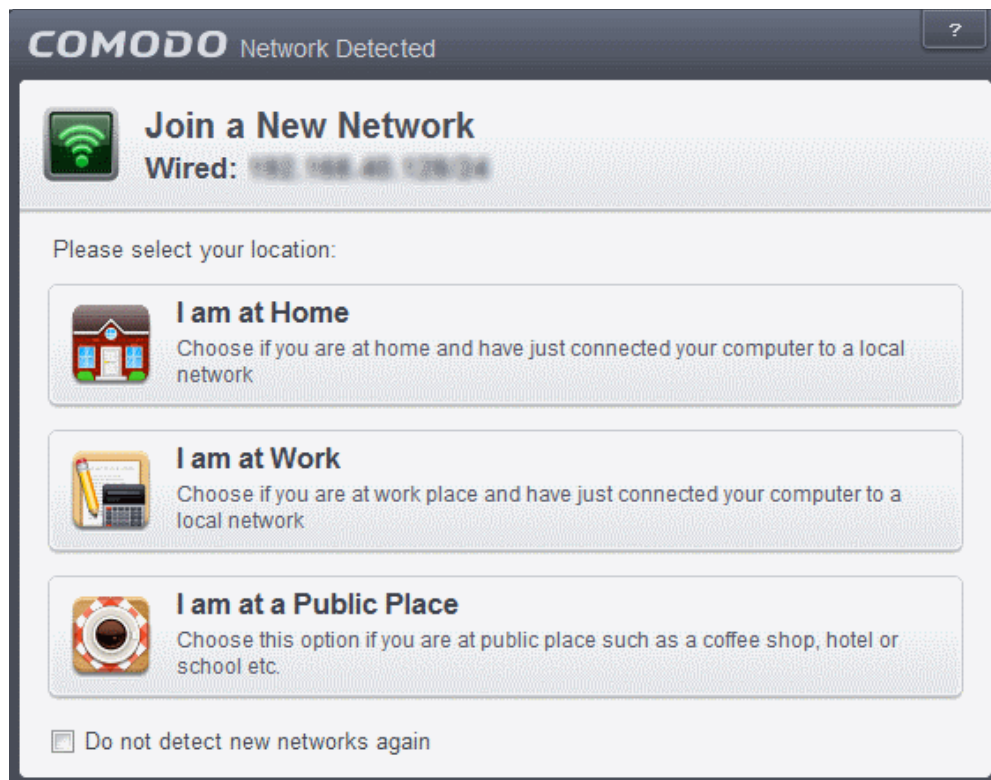 COMODO Network Detected
?
Join a New Network
Wired:
Please select your location:
I am at Home
Choose if you are at home and have just connected your computer to a local
network
I am at Work
Choose if you are at work place and have just connected your computer to a
local network
I am at a Public Place
Choose this option if you are at public place such as a coffee shop, hotel or
school etc.
Do not detect new networks again